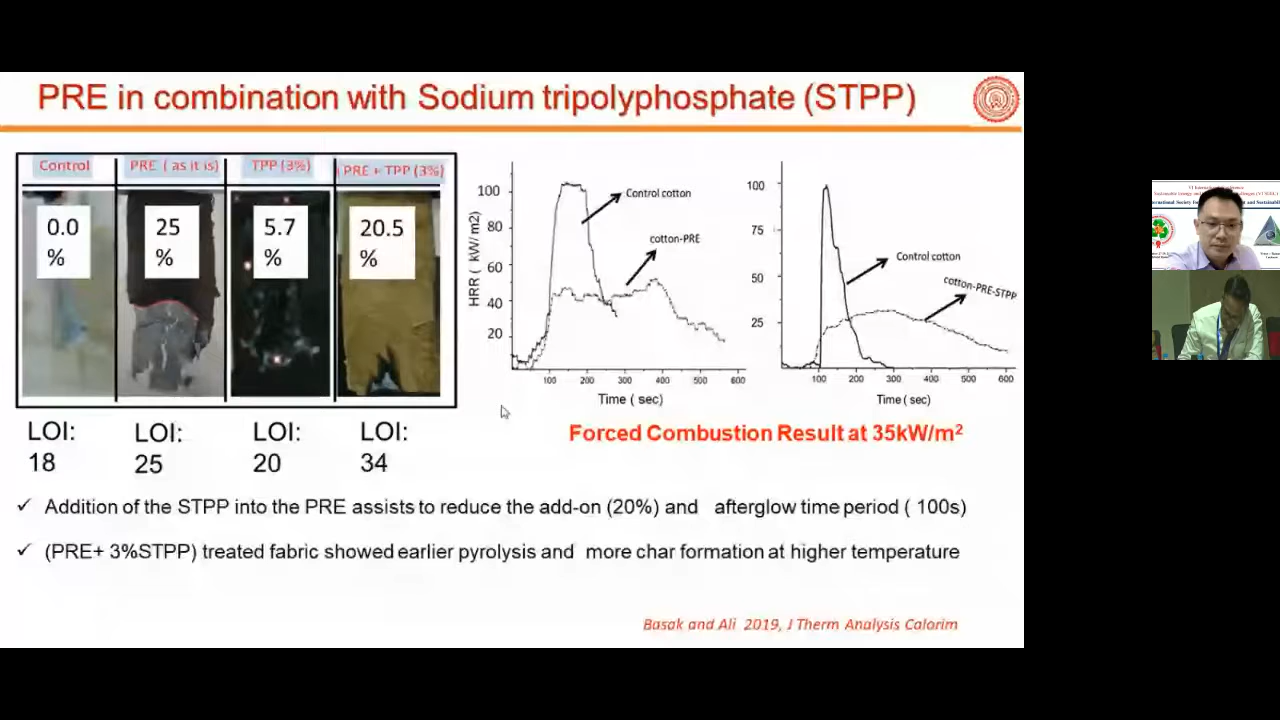 PRE in combination with Sodium tripolyphosphate (STPP)
Control
PRE ( as it is)
TPP (3%)
PRE + TPP (3%)
0.0
%
25
%
5.7
%
20.5
%
LOI:
18
LOI:
25
LOI:
20
LOI:
34
HRR ( kW/ m2)
100
80
60
40
20
Control cotton
cotton-PRE
100 200 300 400 500 600
Time ( sec)
100
75
50
25
Control cotton
cotton-PRE-STPP
100 200 300 400 500 600
Time ( sec)
Forced Combustion Result at 35kW/m²
✓ Addition of the STPP into the PRE assists to reduce the add-on (20%) and afterglow time period ( 100s)
✓ (PRE+ 3%STPP) treated fabric showed earlier pyrolysis and more char formation at higher temperature
Basak and Ali 2019, J Therm Analysis Calorim